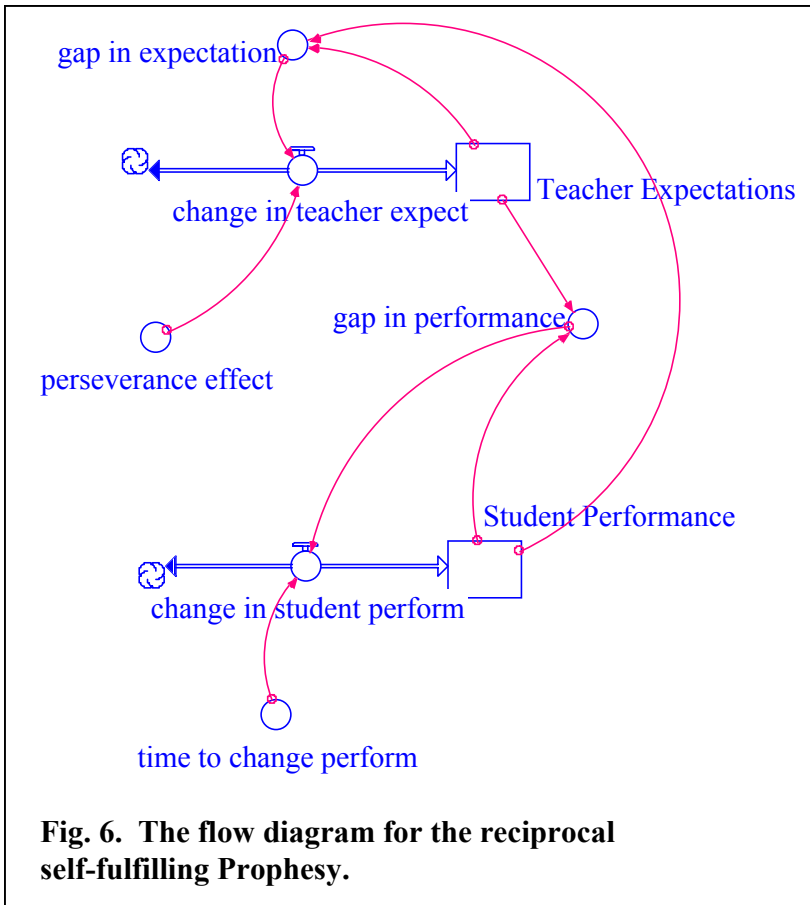 gap in expectation
Teacher Expectations
change in teacher expect
gap in performance
perseverance effect
Student Performance
change in student perform
time to change perform
Fig. 6. The flow diagram for the reciprocal
self-fulfilling Prophesy.